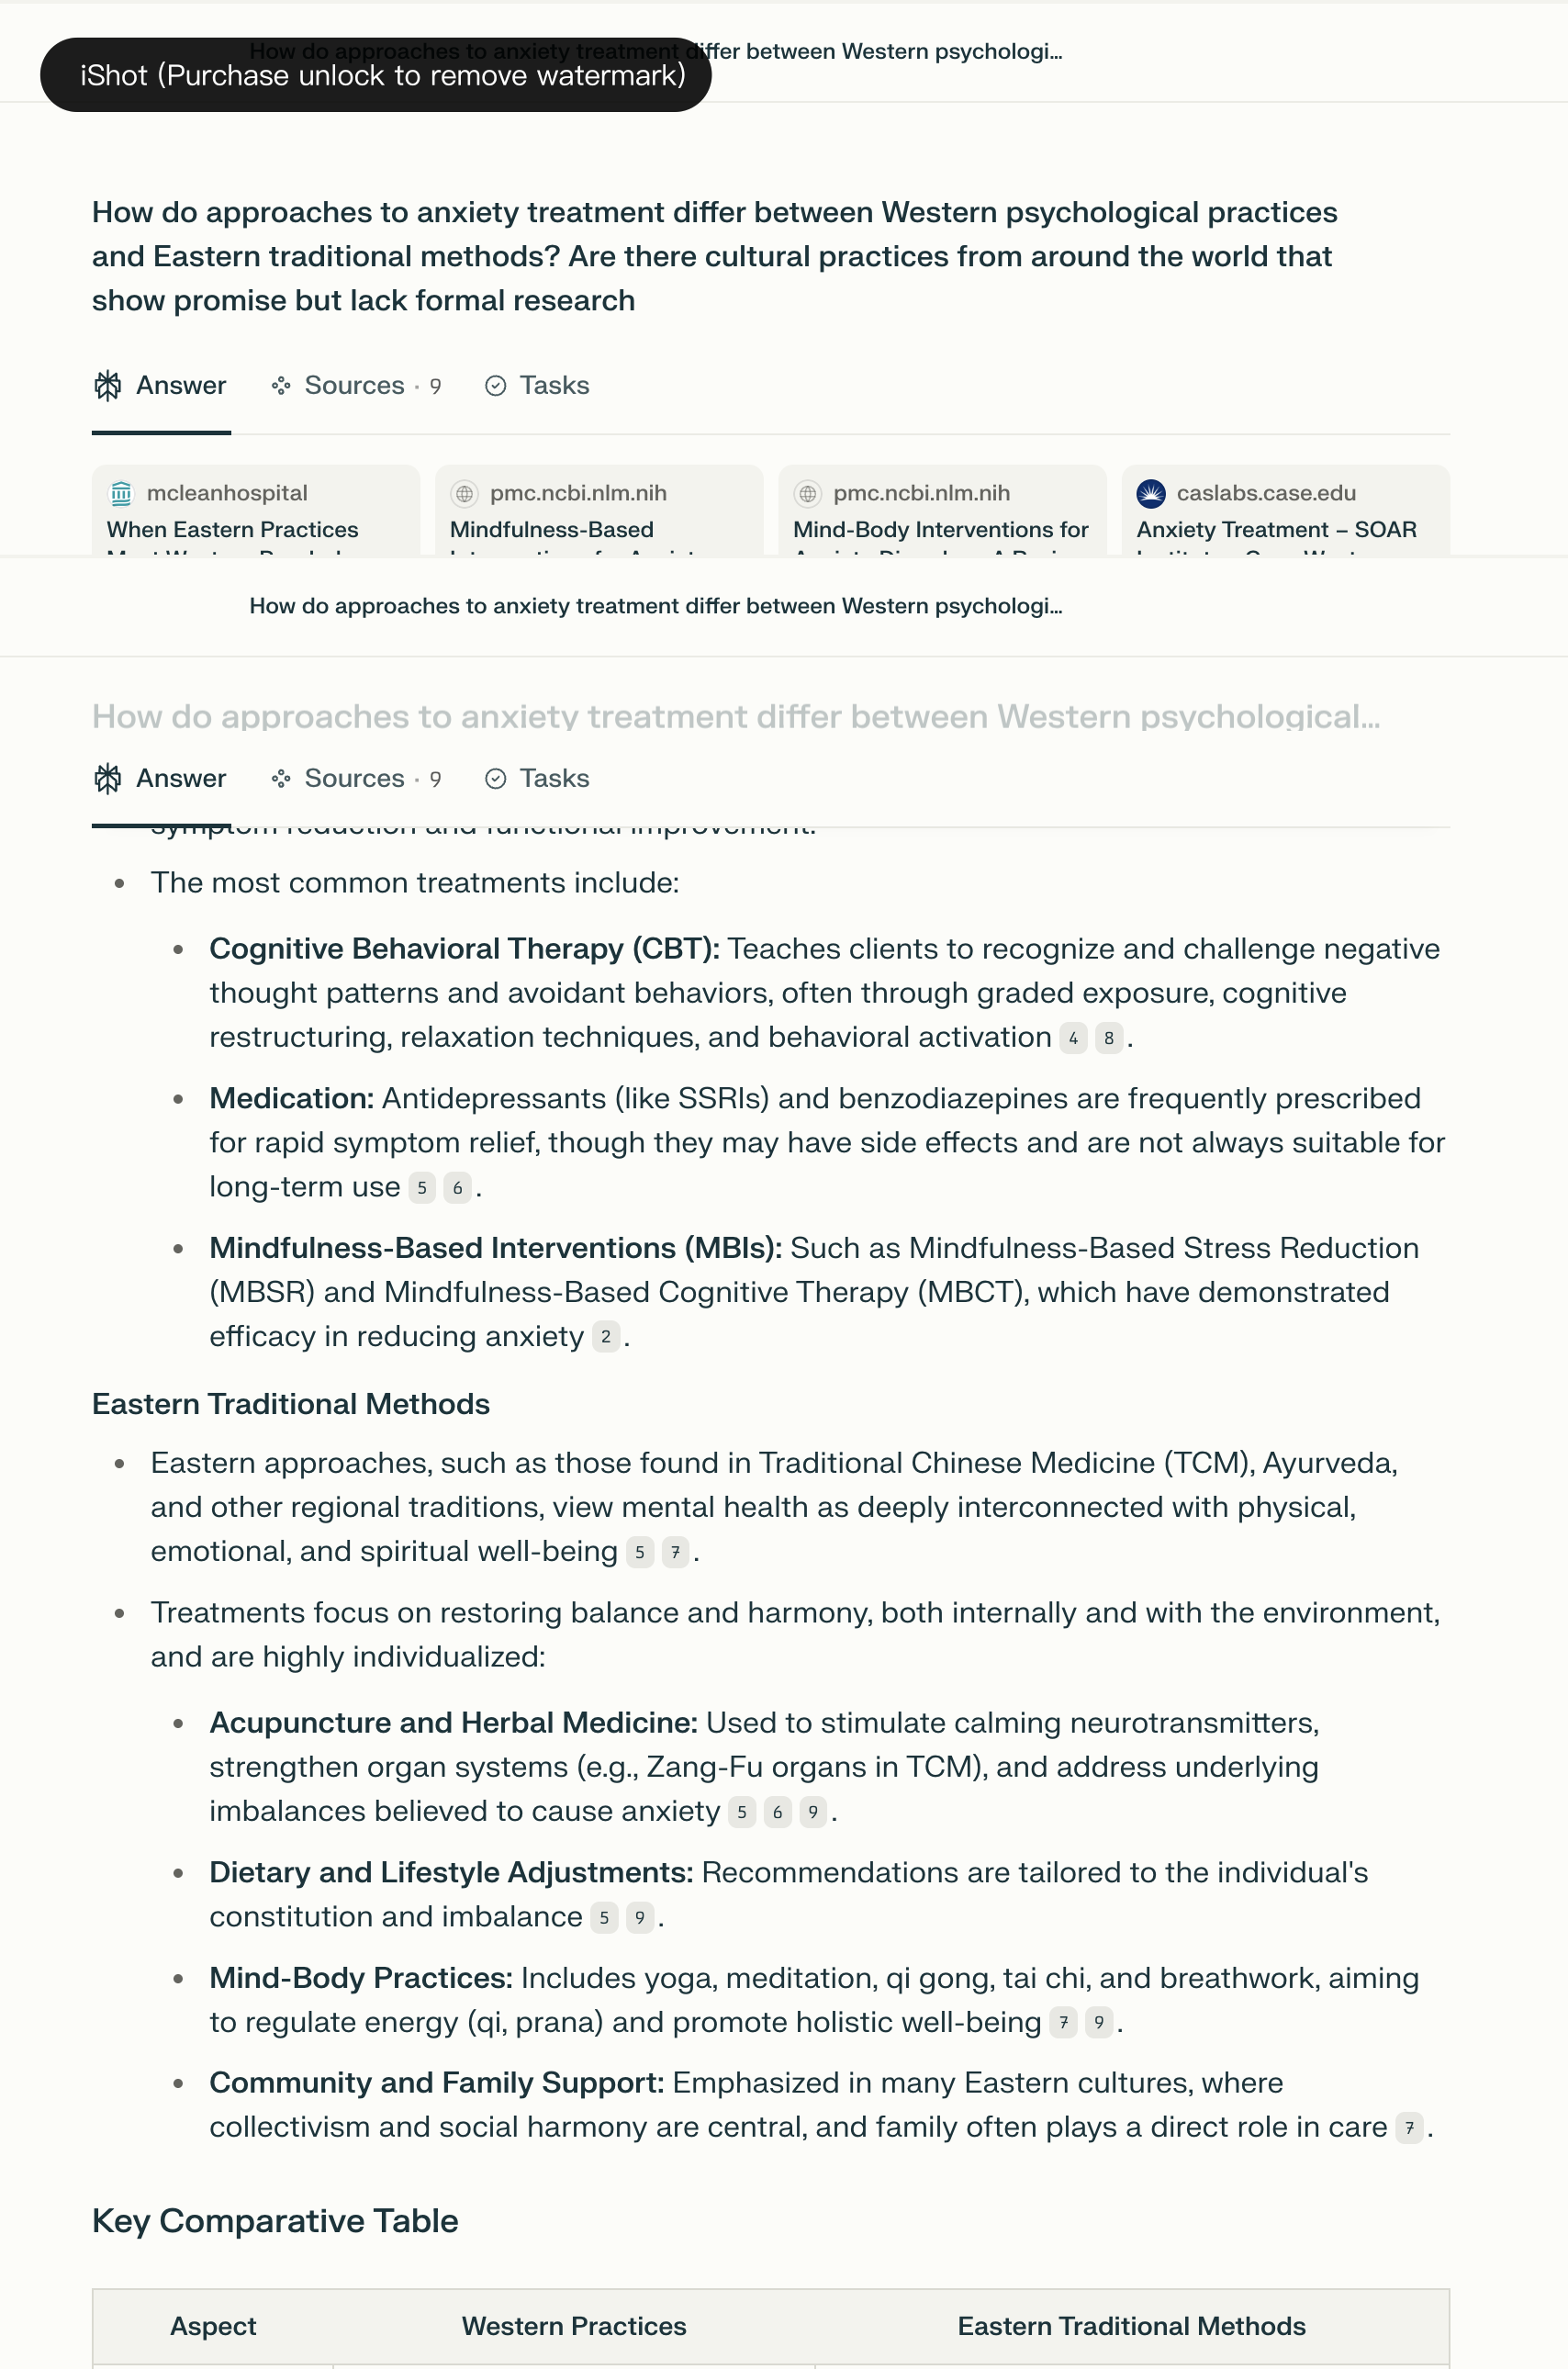 How do approaches to anxiety treatment differ between Western psychologi...
iShot (Purchase unlock to remove watermark)
How do approaches to anxiety treatment differ between Western psychological practices
and Eastern traditional methods? Are there cultural practices from around the world that
show promise but lack formal research
Answer Sources · 9 Tasks
mcleanhospital pmc.ncbi.nlm.nih pmc.ncbi.nlm.nih caslabs.case.edu
When Eastern Practices Mindfulness-Based Mind-Body Interventions for Anxiety Treatment – SOAR
How do approaches to anxiety treatment differ between Western psychologi...
How do approaches to anxiety treatment differ between Western psychological...
Answer Sources · 9 Tasks
symptom reduction and functional improvement.
• The most common treatments include:
• Cognitive Behavioral Therapy (CBT): Teaches clients to recognize and challenge negative
thought patterns and avoidant behaviors, often through graded exposure, cognitive
restructuring, relaxation techniques, and behavioral activation 4 8 .
• Medication: Antidepressants (like SSRIs) and benzodiazepines are frequently prescribed
for rapid symptom relief, though they may have side effects and are not always suitable for
long-term use 5 6 .
• Mindfulness-Based Interventions (MBIs): Such as Mindfulness-Based Stress Reduction
(MBSR) and Mindfulness-Based Cognitive Therapy (MBCT), which have demonstrated
efficacy in reducing anxiety 2 .
Eastern Traditional Methods
• Eastern approaches, such as those found in Traditional Chinese Medicine (TCM), Ayurveda,
and other regional traditions, view mental health as deeply interconnected with physical,
emotional, and spiritual well-being 5 7 .
• Treatments focus on restoring balance and harmony, both internally and with the environment,
and are highly individualized:
• Acupuncture and Herbal Medicine: Used to stimulate calming neurotransmitters,
strengthen organ systems (e.g., Zang-Fu organs in TCM), and address underlying
imbalances believed to cause anxiety 5 6 9 .
• Dietary and Lifestyle Adjustments: Recommendations are tailored to the individual's
constitution and imbalance 5 9 .
• Mind-Body Practices: Includes yoga, meditation, qi gong, tai chi, and breathwork, aiming
to regulate energy (qi, prana) and promote holistic well-being 7 9 .
• Community and Family Support: Emphasized in many Eastern cultures, where
collectivism and social harmony are central, and family often plays a direct role in care 7 .
Key Comparative Table
Aspect Western Practices Eastern Traditional Methods